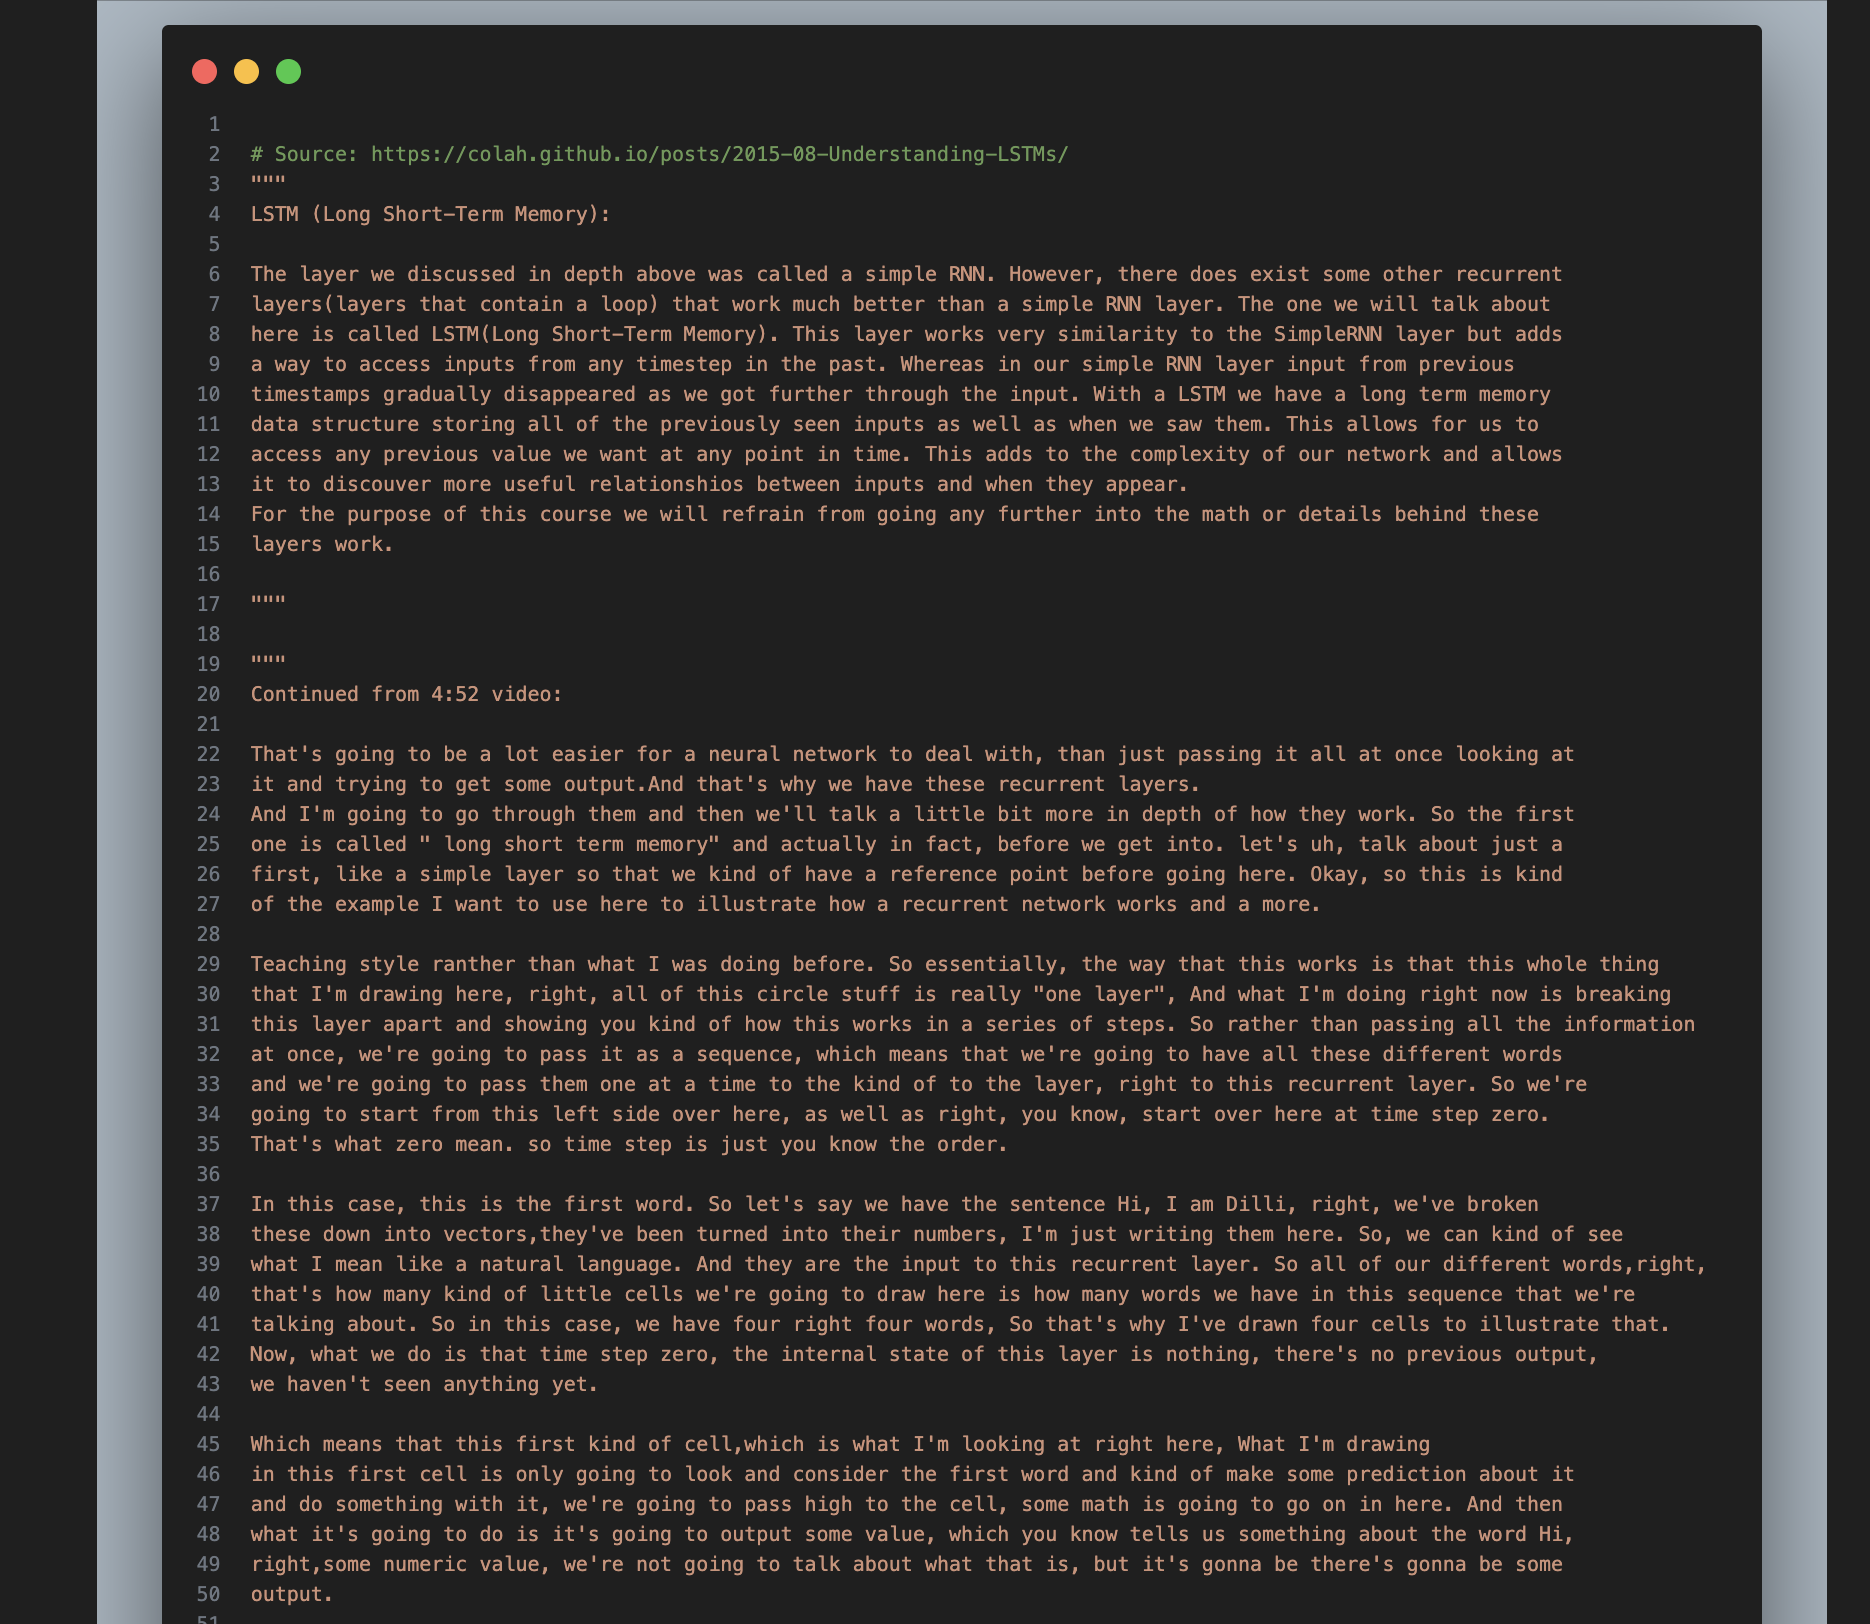 1
2 # Source: https://colah.github.io/posts/2015-08-Understanding-LSTMs/
3 """
4 LSTM (Long Short-Term Memory):
5
6 The layer we discussed in depth above was called a simple RNN. However, there does exist some other recurrent
7 layers(layers that contain a loop) that work much better than a simple RNN layer. The one we will talk about
8 here is called LSTM(Long Short-Term Memory). This layer works very similarity to the SimpleRNN layer but adds
9 a way to access inputs from any timestep in the past. Whereas in our simple RNN layer input from previous
10 timestamps gradually disappeared as we got further through the input. With a LSTM we have a long term memory
11 data structure storing all of the previously seen inputs as well as when we saw them. This allows for us to
12 access any previous value we want at any point in time. This adds to the complexity of our network and allows
13 it to discouver more useful relationshios between inputs and when they appear.
14 For the purpose of this course we will refrain from going any further into the math or details behind these
15 layers work.
16
17 """
18
19 """
20 Continued from 4:52 video:
21
22 That's going to be a lot easier for a neural network to deal with, than just passing it all at once looking at
23 it and trying to get some output.And that's why we have these recurrent layers.
24 And I'm going to go through them and then we'll talk a little bit more in depth of how they work. So the first
25 one is called " long short term memory" and actually in fact, before we get into. let's uh, talk about just a
26 first, like a simple layer so that we kind of have a reference point before going here. Okay, so this is kind
27 of the example I want to use here to illustrate how a recurrent network works and a more.
28
29 Teaching style ranther than what I was doing before. So essentially, the way that this works is that this whole thing
30 that I'm drawing here, right, all of this circle stuff is really "one layer", And what I'm doing right now is breaking
31 this layer apart and showing you kind of how this works in a series of steps. So rather than passing all the information
32 at once, we're going to pass it as a sequence, which means that we're going to have all these different words
33 and we're going to pass them one at a time to the kind of to the layer, right to this recurrent layer. So we're
34 going to start from this left side over here, as well as right, you know, start over here at time step zero.
35 That's what zero mean. so time step is just you know the order.
36
37 In this case, this is the first word. So let's say we have the sentence Hi, I am Dilli, right, we've broken
38 these down into vectors,they've been turned into their numbers, I'm just writing them here. So, we can kind of see
39 what I mean like a natural language. And they are the input to this recurrent layer. So all of our different words,right,
40 that's how many kind of little cells we're going to draw here is how many words we have in this sequence that we're
41 talking about. So in this case, we have four right four words, So that's why I've drawn four cells to illustrate that.
42 Now, what we do is that time step zero, the internal state of this layer is nothing, there's no previous output,
43 we haven't seen anything yet.
44
45 Which means that this first kind of cell,which is what I'm looking at right here, What I'm drawing
46 in this first cell is only going to look and consider the first word and kind of make some prediction about it
47 and do something with it, we're going to pass high to the cell, some math is going to go on in here. And then
48 what it's going to do is it's going to output some value, which you know tells us something about the word Hi,
49 right,some numeric value, we're not going to talk about what that is, but it's gonna be there's gonna be some
50 output.
51